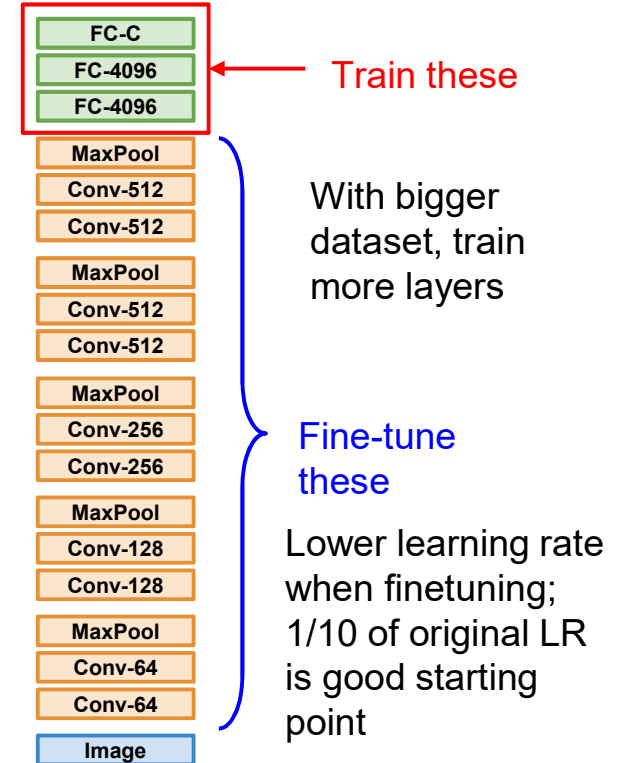 FC-C
FC-4096
FC-4096
MaxPool
Conv-512
Conv-512
MaxPool
Conv-512
Conv-512
MaxPool
Conv-256
Conv-256
MaxPool
Conv-128
Conv-128
MaxPool
Conv-64
Conv-64
Image
Train these
With bigger
dataset, train
more layers
Fine-tune
these
Lower learning rate
when finetuning;
1/10 of original LR
is good starting
point